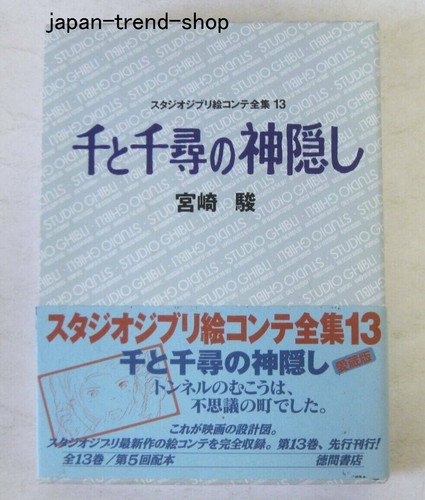 japan-trend-shop
スタジオジブリ絵コンテ全集 13
千と千尋の神隠し
宮崎 駿
STUDIO GHIBLI
スタジオジブリ絵コンテ全集13
千と千尋の神隠し 愛蔵版
トンネルのむこうは、
不思議の町でした。
これが映画の設計図。
スタジオジブリ最新作の絵コンテを完全収録。第13巻、先行刊行!
全13巻/第5回配本 徳間書店